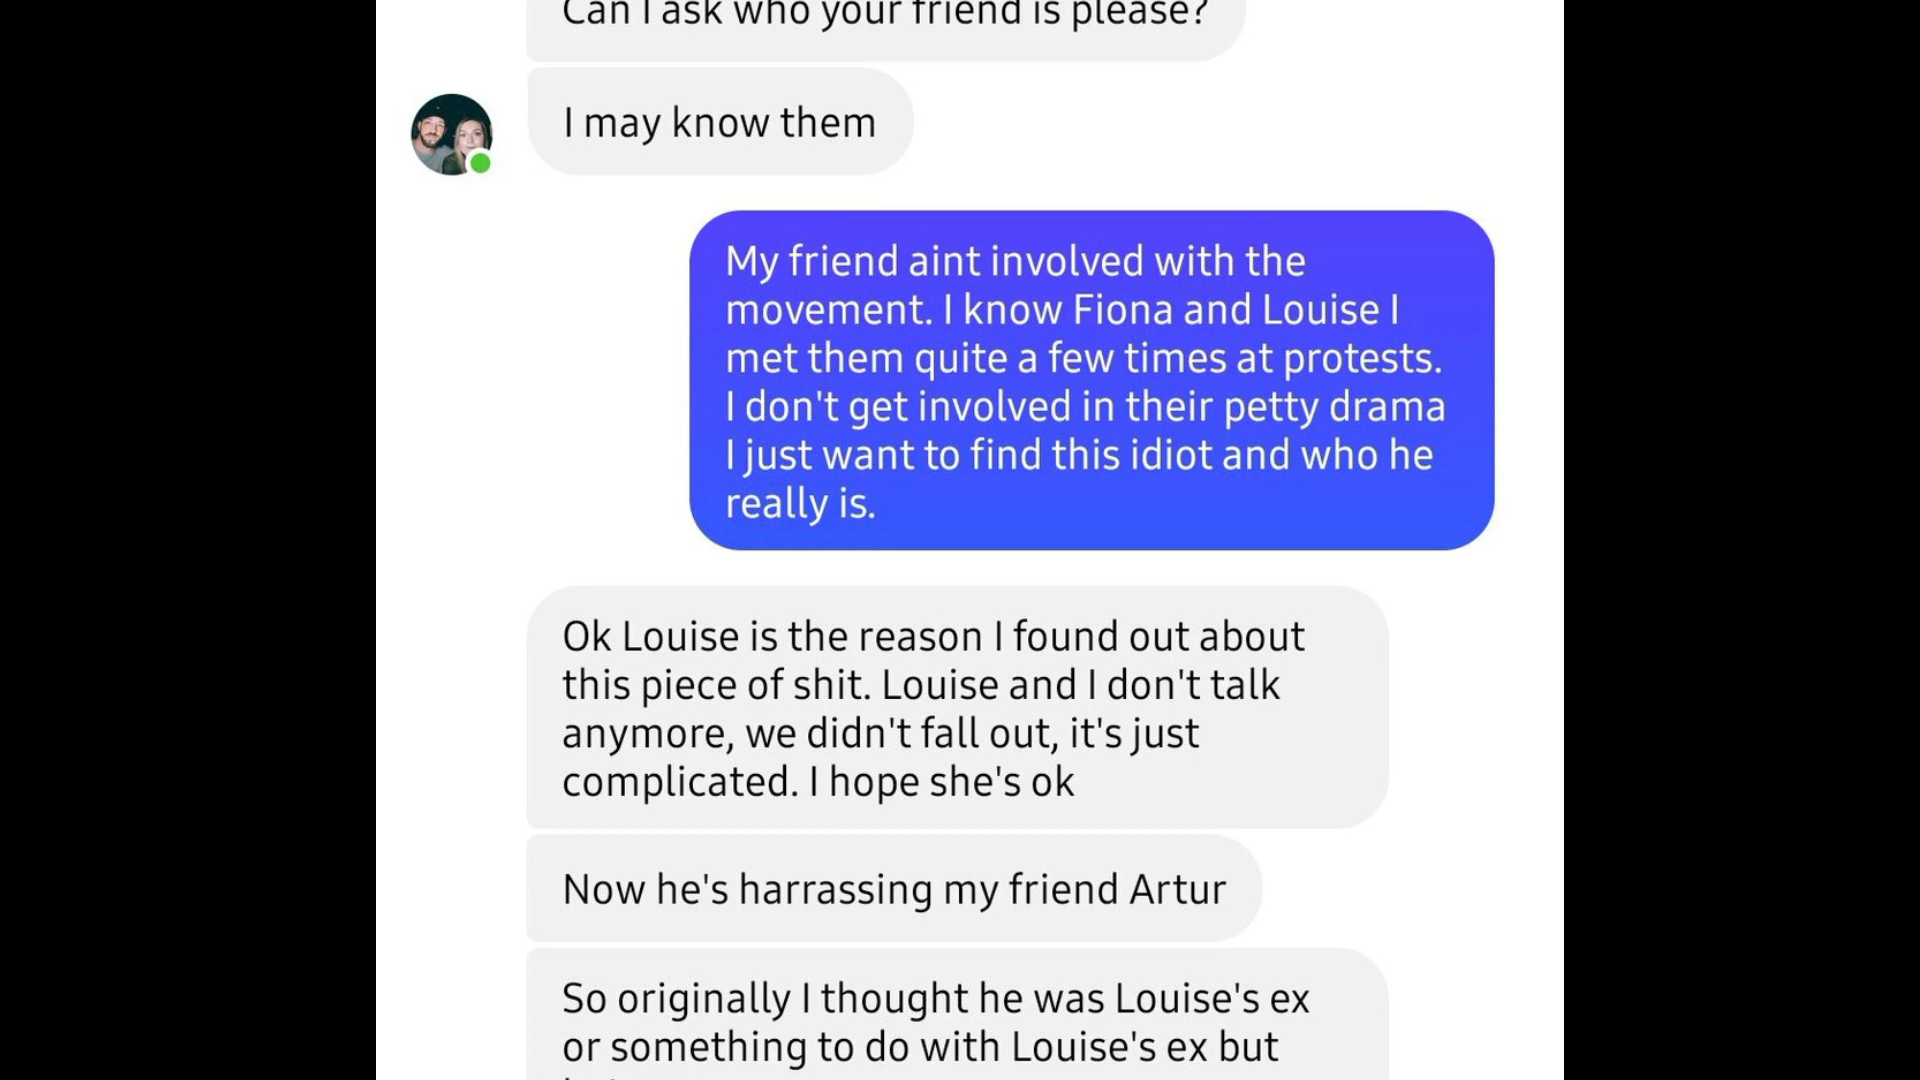 Can I ask who your friend is please?
I may know them
My friend aint involved with the
movement. I know Fiona and Louise I
met them quite a few times at protests.
I don't get involved in their petty drama
I just want to find this idiot and who he
really is.
Ok Louise is the reason I found out about
this piece of shit. Louise and I don't talk
anymore, we didn't fall out, it's just
complicated. I hope she's ok
Now he's harrassing my friend Artur
So originally I thought he was Louise's ex
or something to do with Louise's ex but